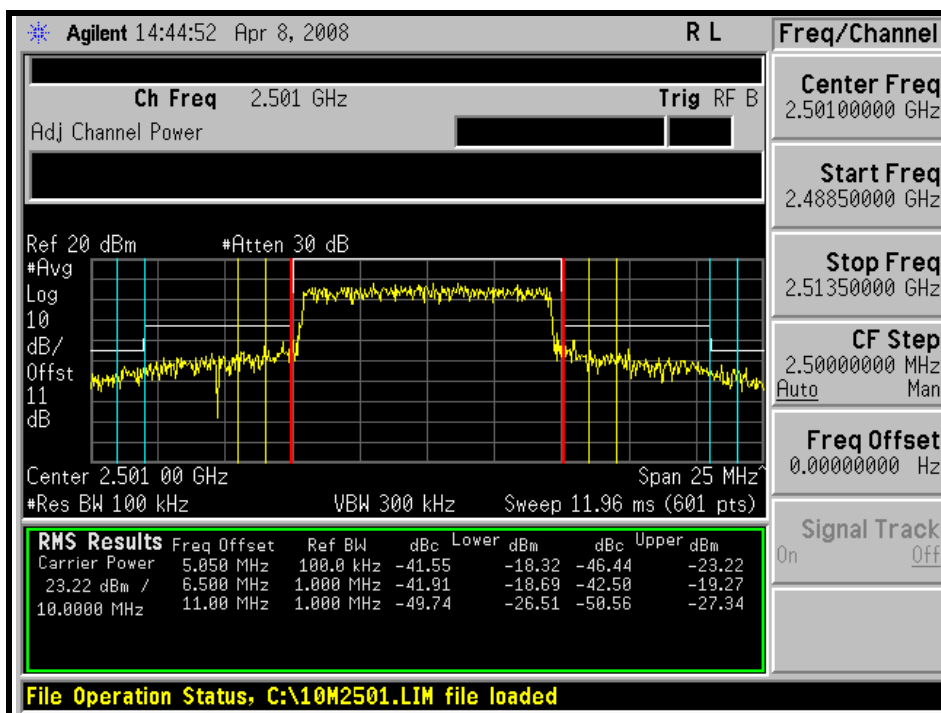 Agilent 14:44:52 Apr 8, 2008 R L
Ch Freq 2.501 GHz Trig RF B
Adj Channel Power
Ref 20 dBm #Atten 30 dB
#Avg
Log
10
dB/
Offst
11
dB
Center 2.501 00 GHz Span 25 MHz^
#Res BW 100 kHz VBW 300 kHz Sweep 11.96 ms (601 pts)
RMS Results Freq Offset Ref BW dBc Lower dBm dBc Upper dBm
Carrier Power 5.050 MHz 100.0 kHz -41.55 -18.32 -46.44 -23.22
23.22 dBm / 6.500 MHz 1.000 MHz -41.91 -18.69 -42.50 -19.27
10.0000 MHz 11.00 MHz 1.000 MHz -49.74 -26.51 -50.56 -27.34
File Operation Status, C:\10M2501.LIM file loaded
Freq/Channel
Center Freq
2.50100000 GHz
Start Freq
2.48850000 GHz
Stop Freq
2.51350000 GHz
CF Step
2.50000000 MHz
Auto Man
Freq Offset
0.00000000 Hz
Signal Track
On Off